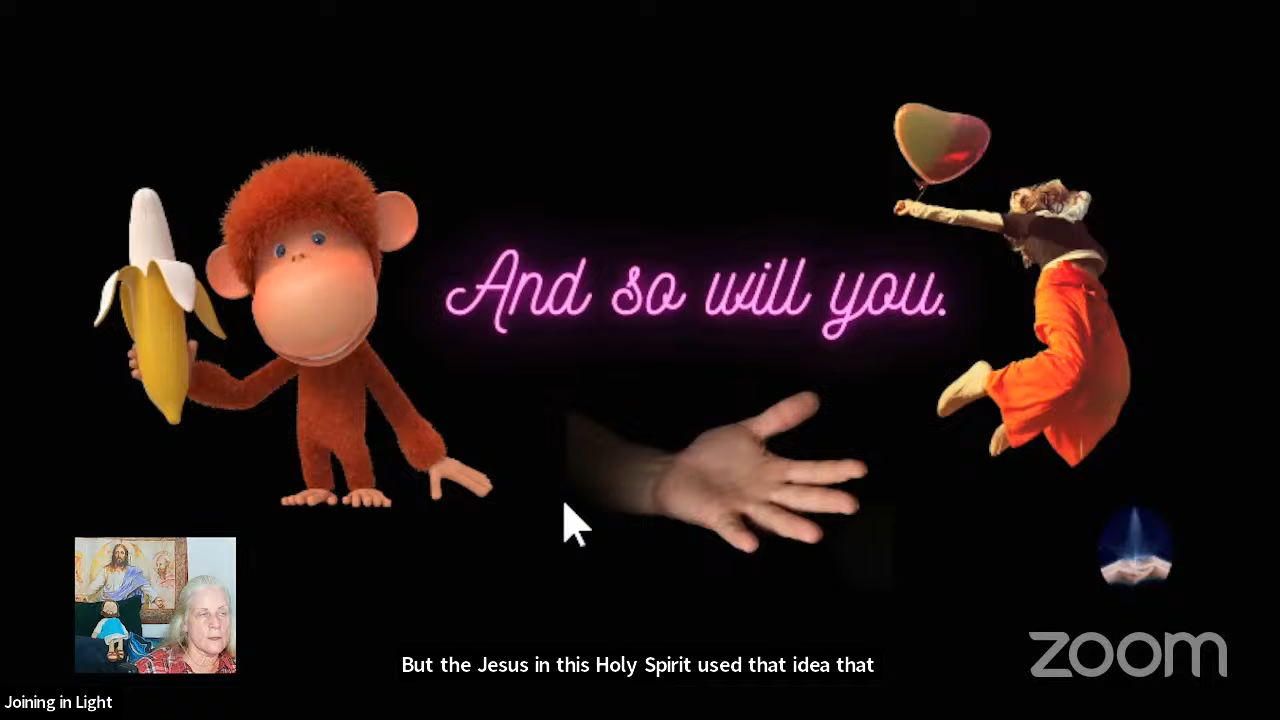 And so will you.
But the Jesus in this Holy Spirit used that idea that
zoom
Joining in Light